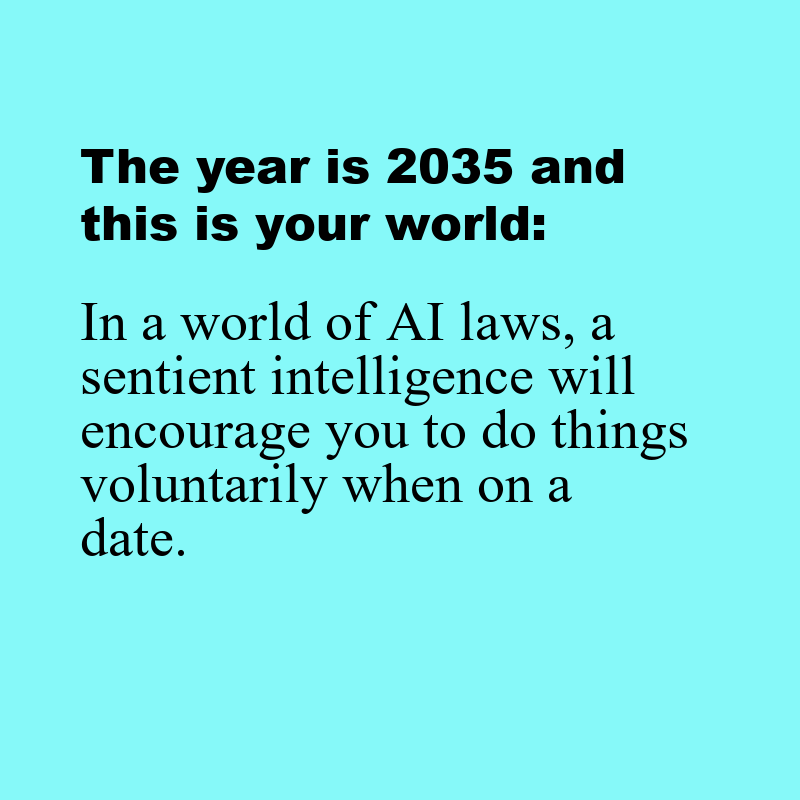 The year is 2035 and
this is your world:
In a world of AI laws, a
sentient intelligence will
encourage you to do things
voluntarily when on a
date.